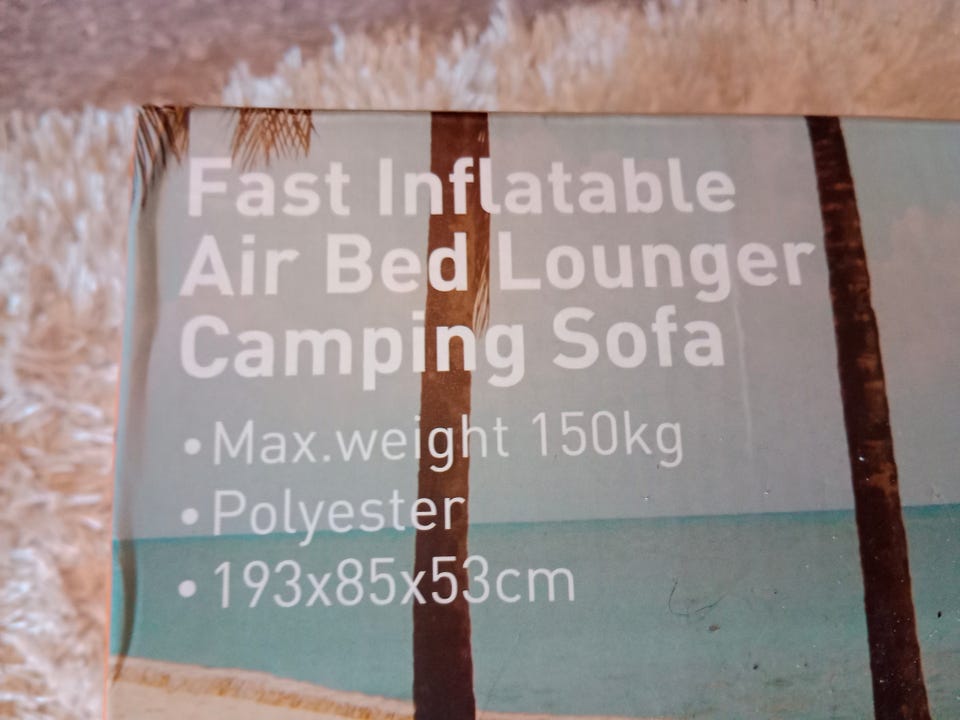 Fast Inflatable
Air Bed Lounger
Camping Sofa
•Max.weight 150kg
•Polyester
•193x85x53cm